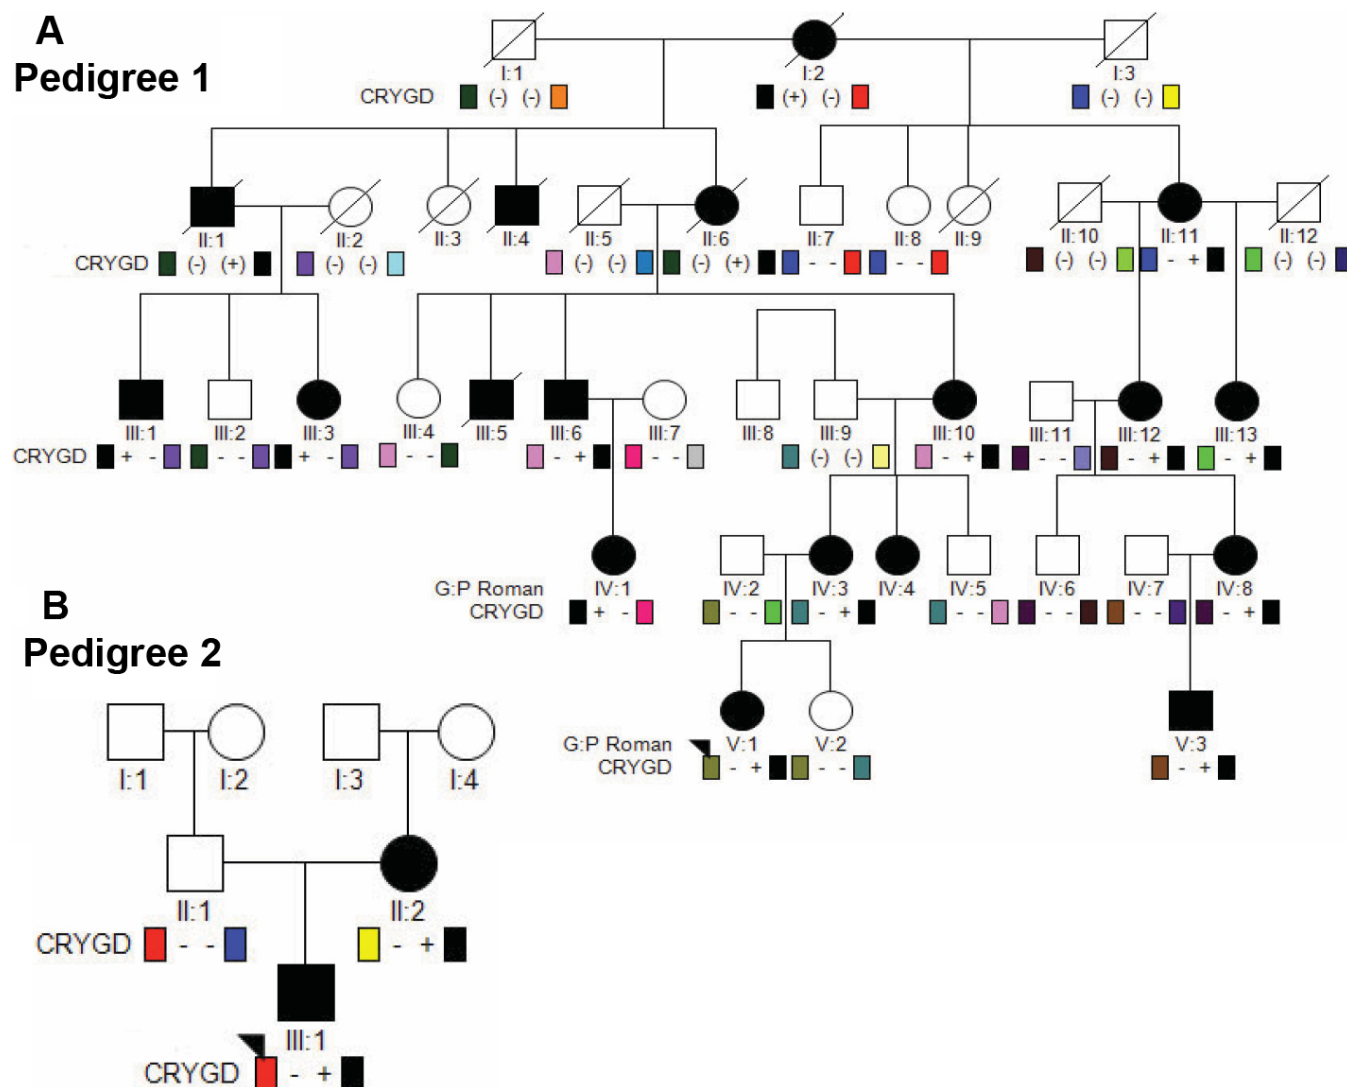 A
Pedigree 1
I:1 I:2 I:3
CRYGD (-) (-) (+) (-) (-) (-)
II:1 II:2 II:3 II:4 II:5 II:6 II:7 II:8 II:9 II:10 II:11 II:12
CRYGD (-) (+) (-) (-) (-) (-) (-) (+) - - - - (-) (-) - + (-) (-)
III:1 III:2 III:3 III:4 III:5 III:6 III:7 III:8 III:9 III:10 III:11 III:12 III:13
CRYGD + - - - + - - - - + - - (-) (-) - + - - - + - +
G:P Roman IV:1 IV:2 IV:3 IV:4 IV:5 IV:6 IV:7 IV:8
CRYGD + - - - - + - - - - - - - +
G:P Roman V:1 V:2 V:3
CRYGD - + - - - +
B
Pedigree 2
I:1 I:2 I:3 I:4
II:1 II:2
CRYGD - - - +
III:1
CRYGD - +